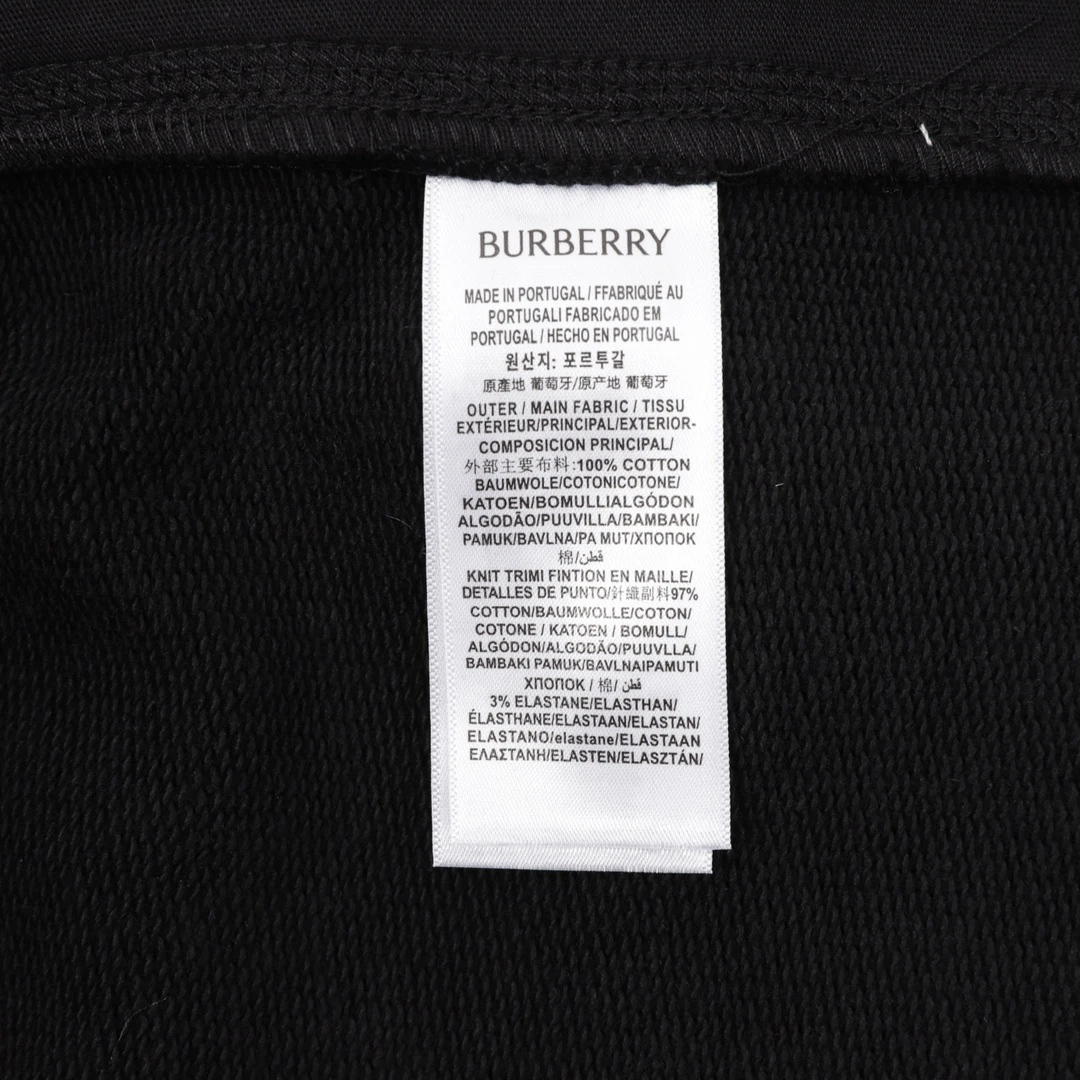 BURBERRY
MADE IN PORTUGAL / FFABRIQUÉ AU
PORTUGALI FABRICADO EM
PORTUGAL / HECHO EN PORTUGAL
원산지: 포르투갈
原產地 葡萄牙/原产地 葡萄牙
OUTER / MAIN FABRIC / TISSU
EXTÉRIEUR/PRINCIPAL/EXTERIOR-
COMPOSICION PRINCIPAL/
外部主要布料:100% COTTON
BAUMWOLE/COTONICOTONE/
KATOEN/BOMULLIALGÓDON
ALGODÃO/PUUVILLA/BAMBAKI/
PAMUK/BAVLNA/PA MUT/ХПОПОК
棉/قطن
KNIT TRIMI FINTION EN MAILLE/
DETALLES DE PUNTO/針織副料97%
COTTON/BAUMWOLLE/COTON/
COTONE / KATOEN / BOMULL/
ALGÓDON/ALGODÃO/PUUVLLA/
BAMBAKI PAMUK/BAVLNAIPAMUTI
ХПОПОК / 棉/ قطن
3% ELASTANE/ELASTHAN/
ÉLASTHANE/ELASTAAN/ELASTAN/
ELASTANO/elastane/ELASTAAN
ΕΛΑΣΤΑΝΗ/ELASTEN/ELASZTÁN/